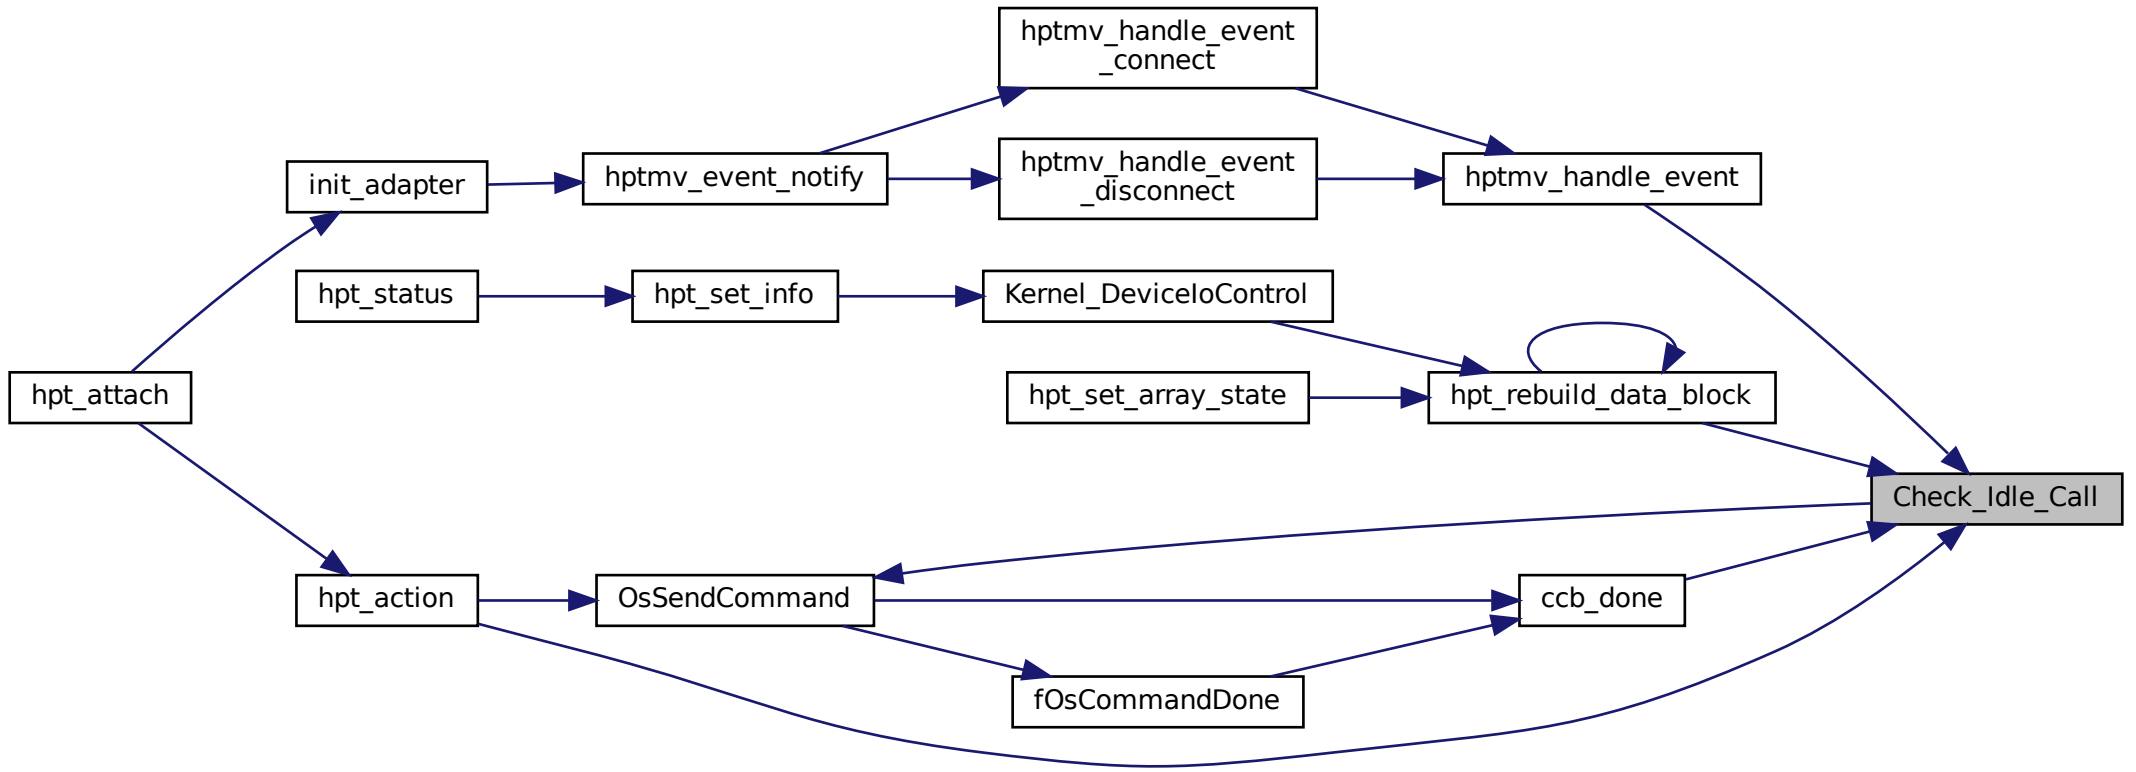 hptmv_handle_event
_connect
init_adapter
hptmv_event_notify
hptmv_handle_event
_disconnect
hptmv_handle_event
hpt_status
hpt_set_info
Kernel_DeviceIoControl
hpt_attach
hpt_set_array_state
hpt_rebuild_data_block
Check_Idle_Call
hpt_action
OsSendCommand
ccb_done
fOsCommandDone